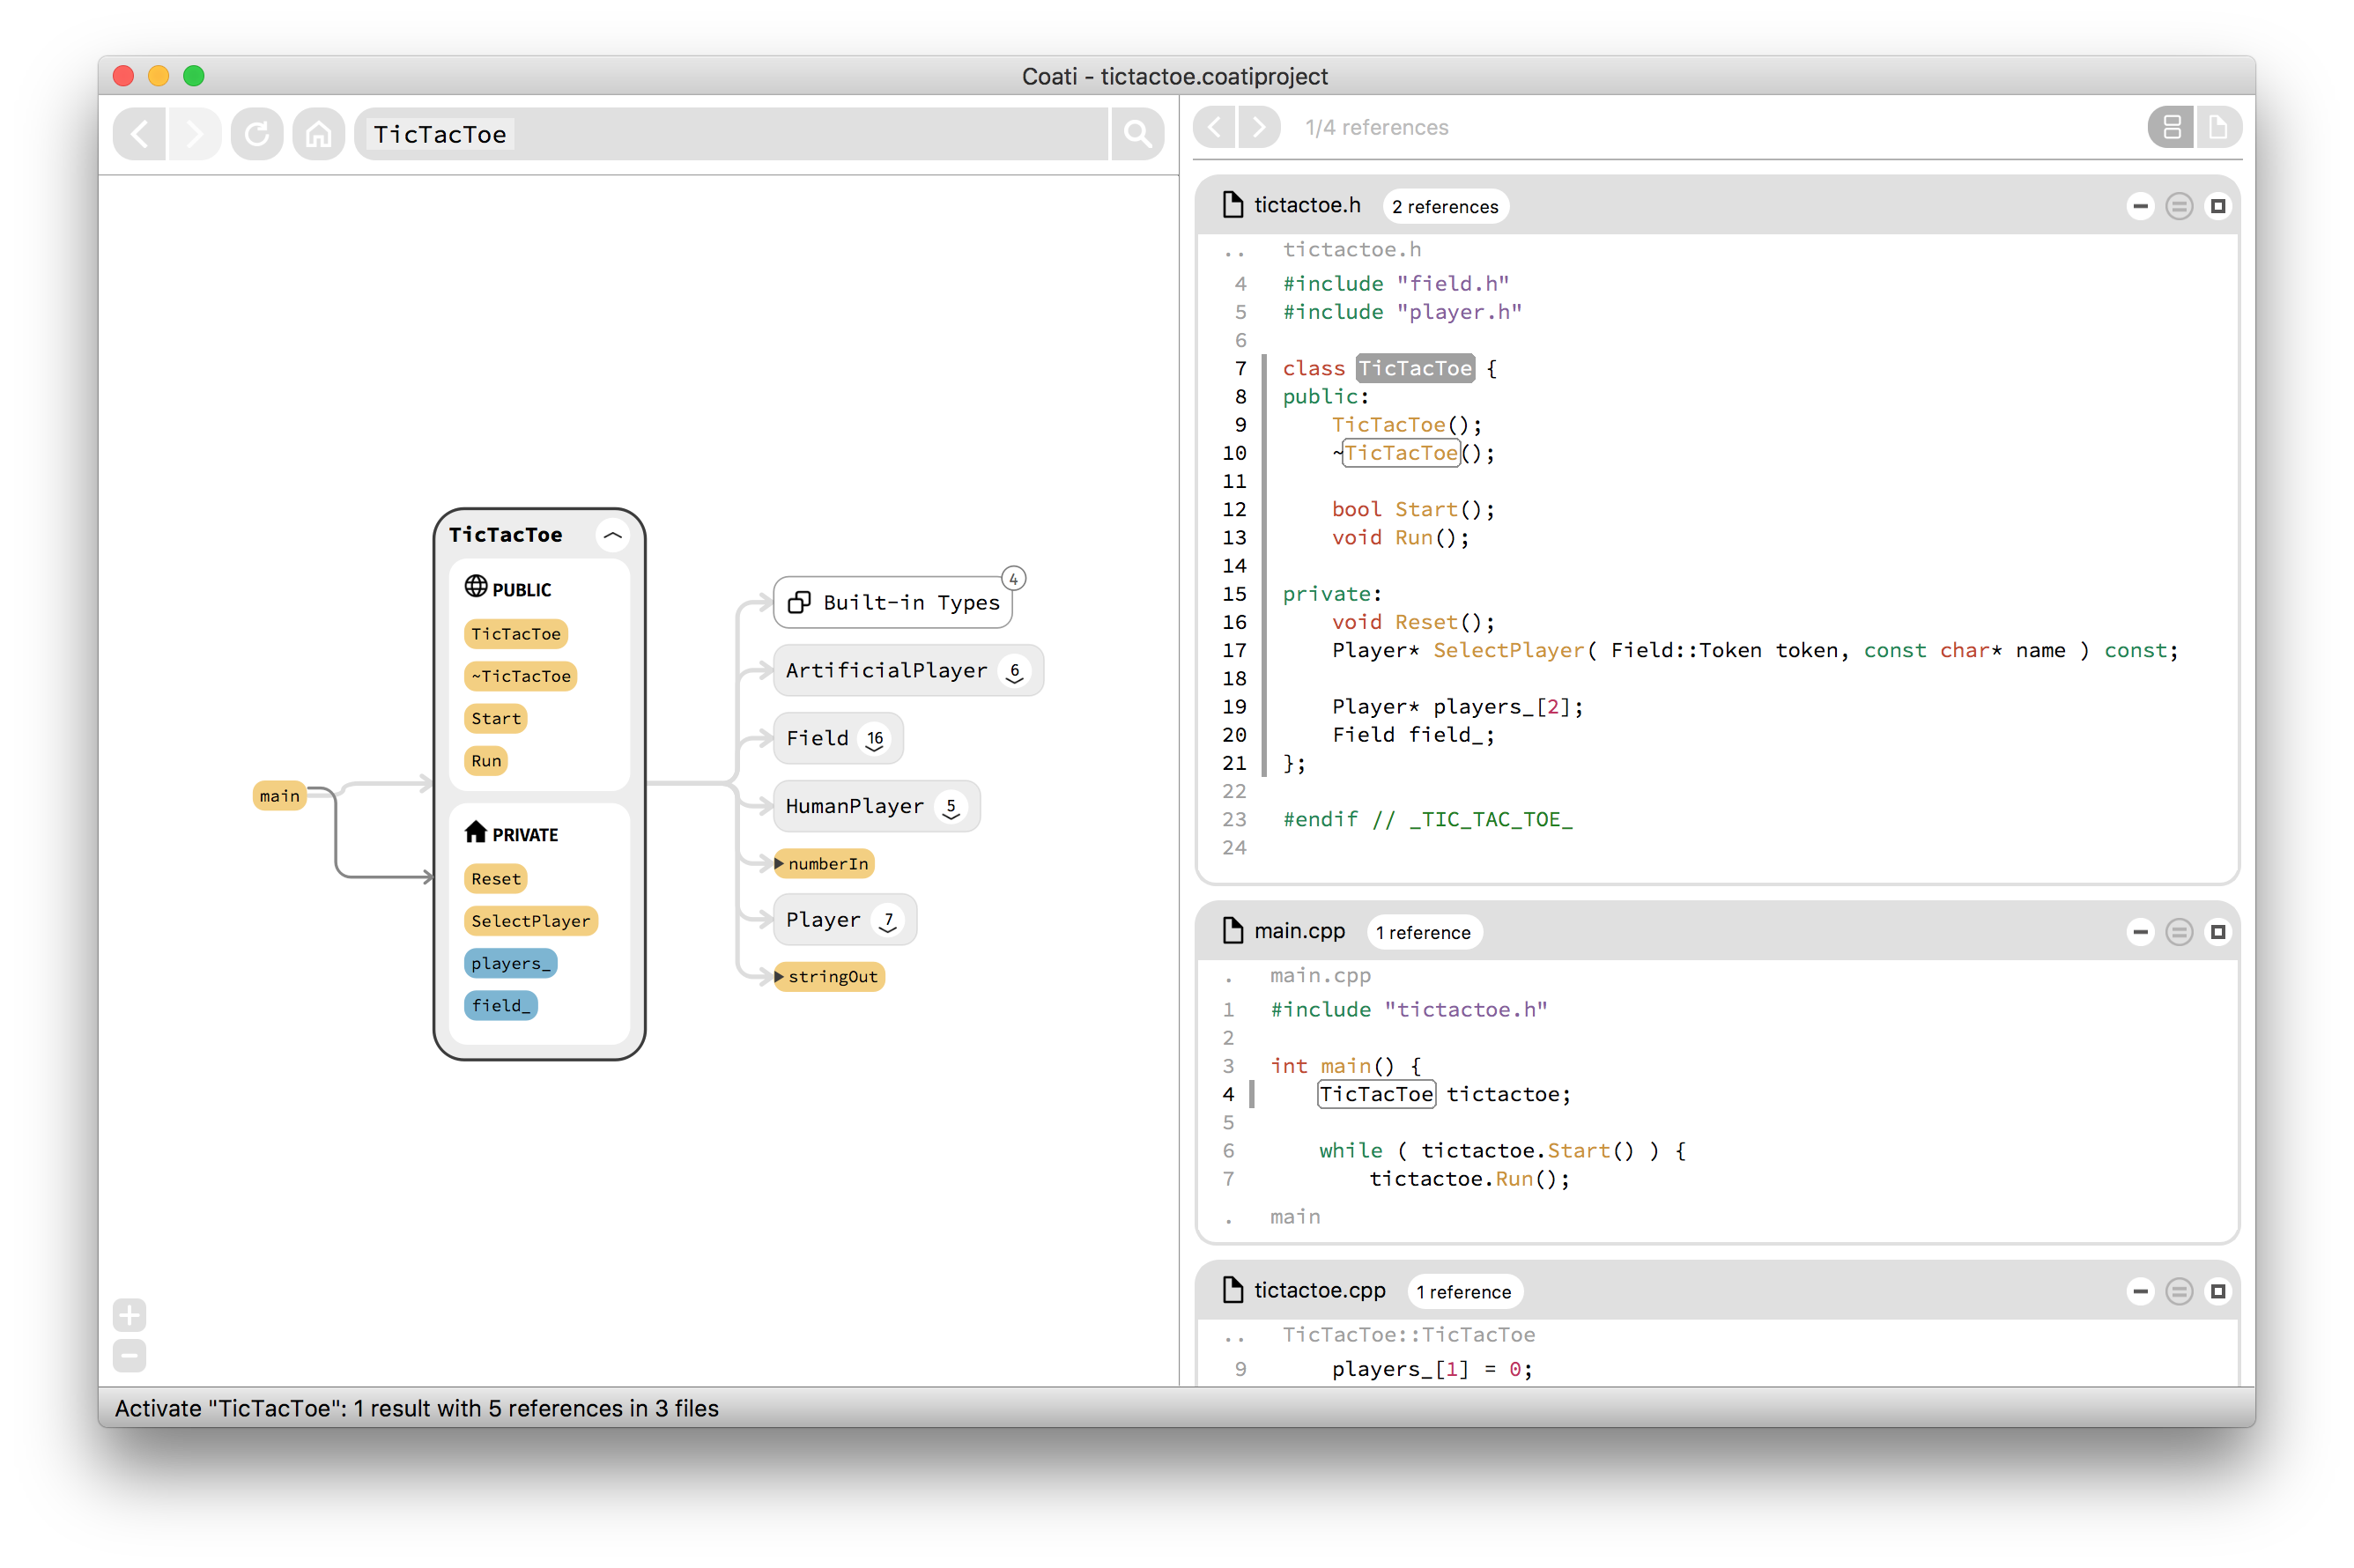 Coati - tictactoe.coatiproject
TicTacToe
1/4 references
TicTacToe
PUBLIC
TicTacToe
~TicTacToe
Start
Run
PRIVATE
Reset
SelectPlayer
players_
field_
main
Built-in Types 4
ArtificialPlayer 6
Field 16
HumanPlayer 5
numberIn
Player 7
stringOut
tictactoe.h 2 references
.. tictactoe.h
4 #include "field.h"
5 #include "player.h"
6
7 class TicTacToe {
8 public:
9 TicTacToe();
10 ~TicTacToe();
11
12 bool Start();
13 void Run();
14
15 private:
16 void Reset();
17 Player* SelectPlayer( Field::Token token, const char* name ) const;
18
19 Player* players_[2];
20 Field field_;
21 };
22
23 #endif // _TIC_TAC_TOE_
24
main.cpp 1 reference
. main.cpp
1 #include "tictactoe.h"
2
3 int main() {
4 TicTacToe tictactoe;
5
6 while ( tictactoe.Start() ) {
7 tictactoe.Run();
. main
tictactoe.cpp 1 reference
.. TicTacToe::TicTacToe
9 players_[1] = 0;
Activate "TicTacToe": 1 result with 5 references in 3 files